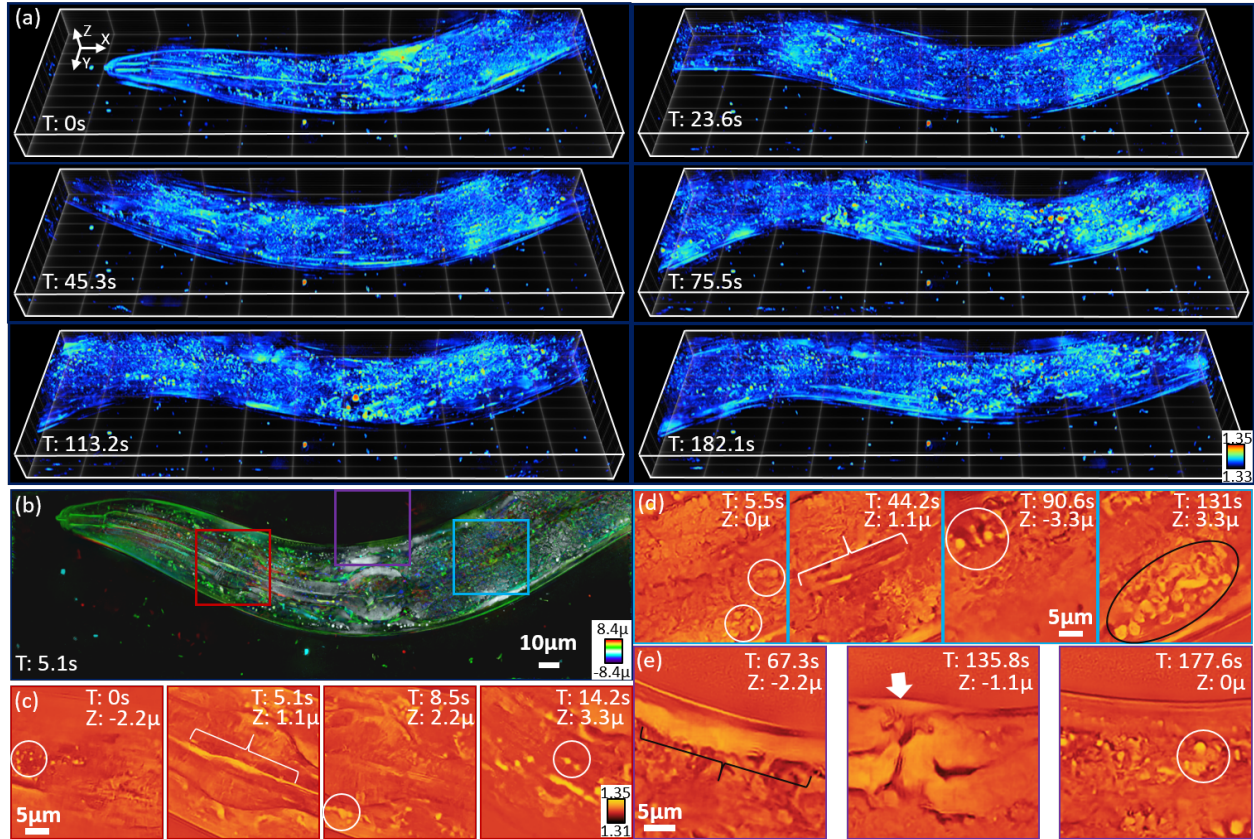 (a)
Z
X
Y
T: 0s
T: 23.6s
T: 45.3s
T: 75.5s
T: 113.2s
T: 182.1s
1.35
1.33
(b)
T: 5.1s
10µm
8.4µ
-8.4µ
(c)
T: 0s
Z: -2.2µ
T: 5.1s
Z: 1.1µ
T: 8.5s
Z: 2.2µ
T: 14.2s
Z: 3.3µ
5µm
1.35
1.31
(d)
T: 5.5s
Z: 0µ
T: 44.2s
Z: 1.1µ
T: 90.6s
Z: -3.3µ
T: 131s
Z: 3.3µ
5µm
(e)
T: 67.3s
Z: -2.2µ
T: 135.8s
Z: -1.1µ
T: 177.6s
Z: 0µ
5µm